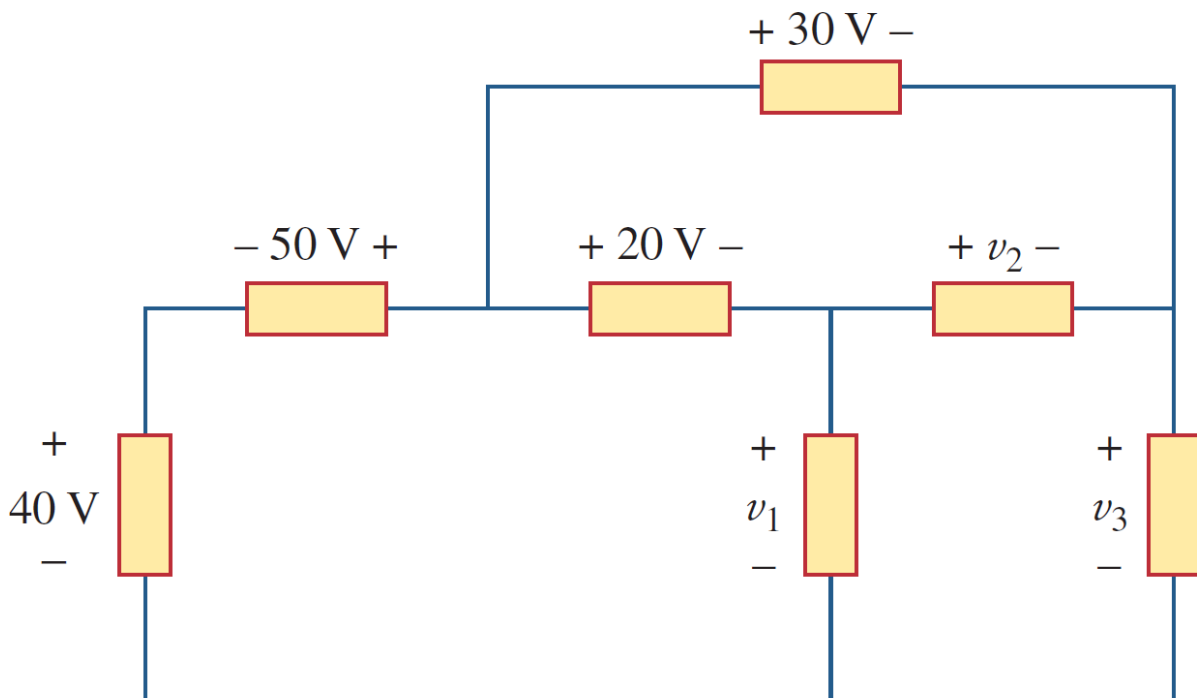 + 30 V –
– 50 V + + 20 V – + v₂ –
+ + +
40 V v₁ v₃
– – –